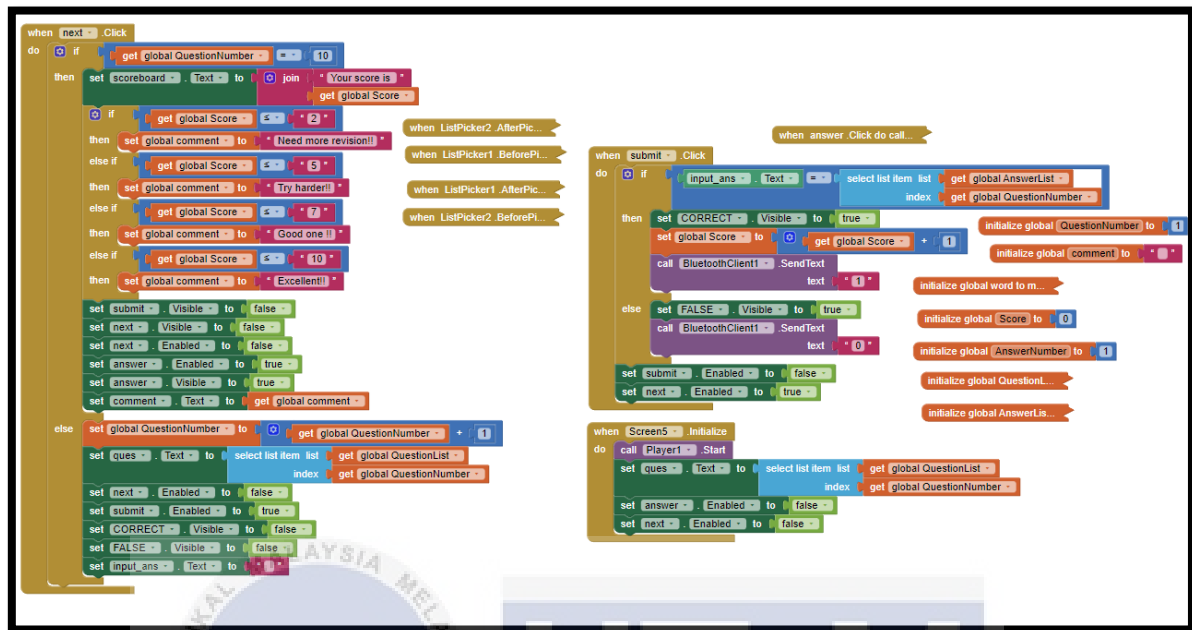 when next .Click
do if get global QuestionNumber = 10
then set scoreboard . Text to join " Your score is "
get global Score
if get global Score ≤ " 2 "
then set global comment to " Need more revision!! "
else if get global Score ≤ " 5 "
then set global comment to " Try harder!! "
else if get global Score ≤ " 7 "
then set global comment to " Good one !! "
else if get global Score ≤ " 10 "
then set global comment to " Excellent!! "
set submit . Visible to false
set next . Visible to false
set next . Enabled to false
set answer . Enabled to true
set answer . Visible to true
set comment . Text to get global comment
else set global QuestionNumber to get global QuestionNumber + 1
set ques . Text to select list item list get global QuestionList
index get global QuestionNumber
set next . Enabled to false
set submit . Enabled to true
set CORRECT . Visible to false
set FALSE . Visible to false
set input_ans . Text to " "
when ListPicker2 .AfterPic...
when ListPicker1 .BeforePi...
when ListPicker1 .AfterPic...
when ListPicker2 .BeforePi...
when answer .Click do call...
when submit .Click
do if input_ans . Text = select list item list get global AnswerList
index get global QuestionNumber
then set CORRECT . Visible to true
set global Score to get global Score + 1
call BluetoothClient1 .SendText
text " 1 "
else set FALSE . Visible to true
call BluetoothClient1 .SendText
text " 0 "
set submit . Enabled to false
set next . Enabled to true
initialize global QuestionNumber to 1
initialize global comment to " "
initialize global word to m...
initialize global Score to 0
initialize global AnswerNumber to 1
initialize global QuestionL...
initialize global AnswerLis...
when Screen5 .Initialize
do call Player1 .Start
set ques . Text to select list item list get global QuestionList
index get global QuestionNumber
set answer . Enabled to false
set next . Enabled to false